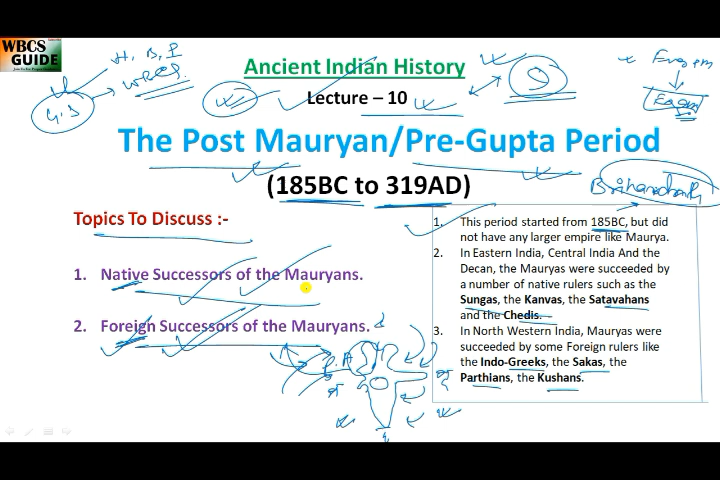 WBCS
GUIDE
H, B, P
WBCS
G.S
Ancient Indian History
Lecture – 10
The Post Mauryan/Pre-Gupta Period
(185BC to 319AD)
Topics To Discuss :-
1. Native Successors of the Mauryans.
2. Foreign Successors of the Mauryans.
1. This period started from 185BC, but did
not have any larger empire like Maurya.
2. In Eastern India, Central India And the
Decan, the Mauryas were succeeded by
a number of native rulers such as the
Sungas, the Kanvas, the Satavahans
and the Chedis.
3. In North Western India, Mauryas were
succeeded by some Foreign rulers like
the Indo-Greeks, the Sakas, the
Parthians, the Kushans.